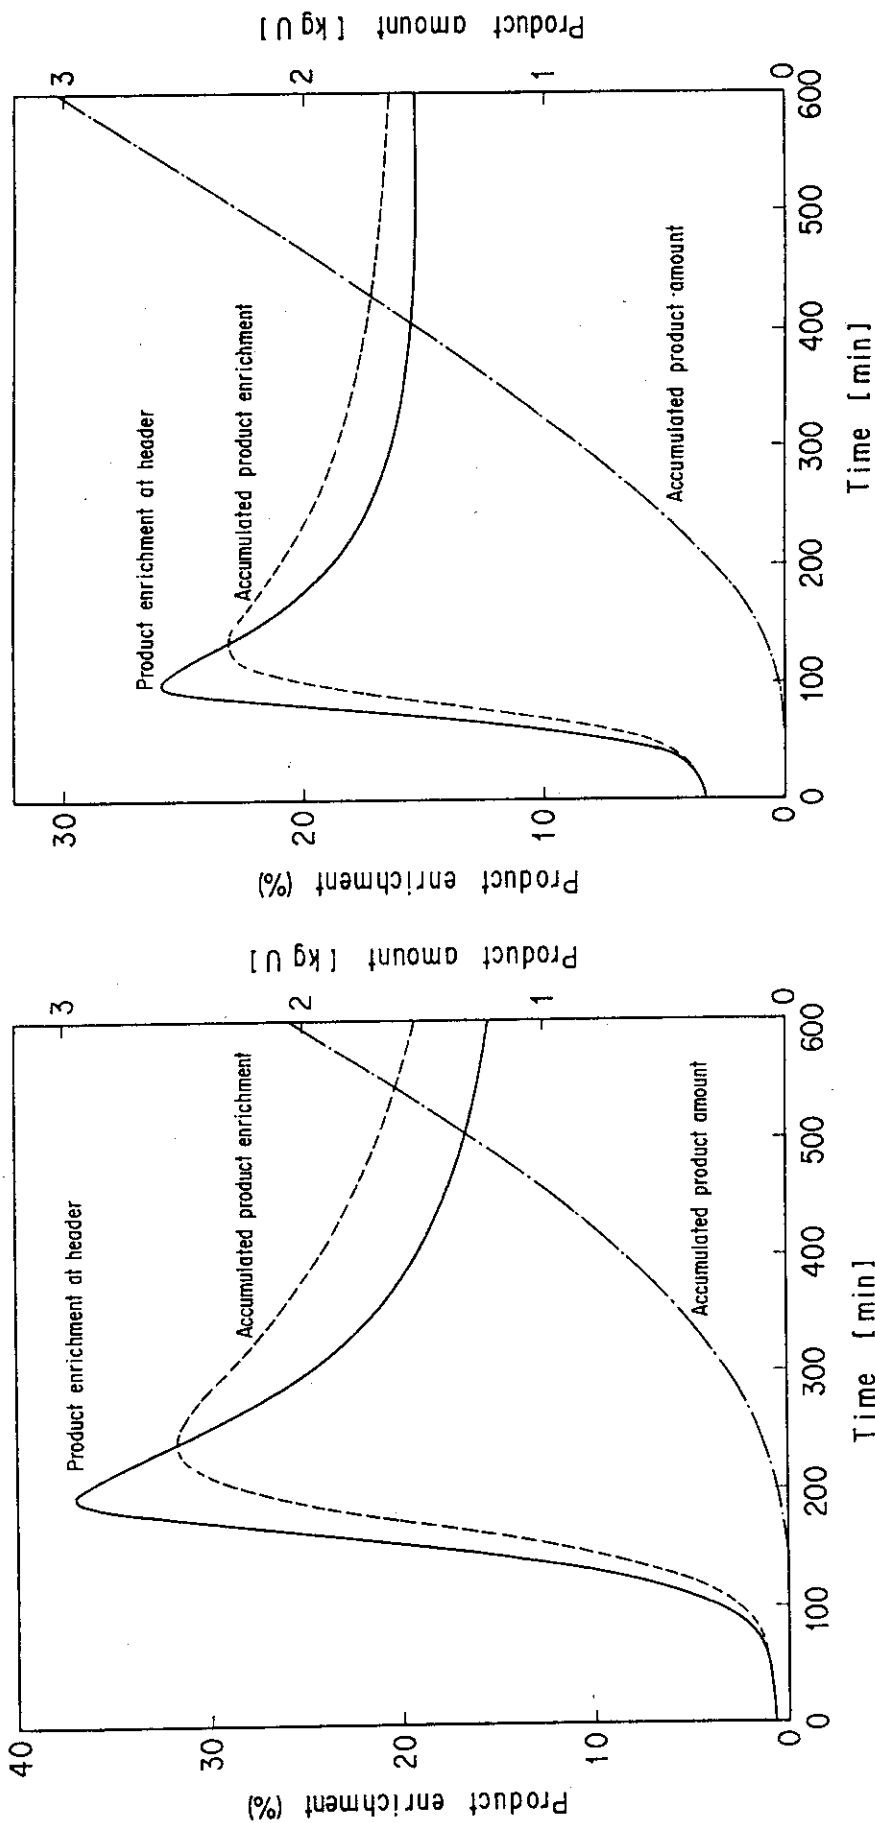 Product amount [kg U]
3
2
1
0
40
30
20
10
0
Product enrichment (%)
Product enrichment at header
Accumulated product enrichment
Accumulated product amount
0
100
200
300
400
500
600
Time [min]
Product amount [kg U]
3
2
1
0
30
20
10
0
Product enrichment (%)
Product enrichment at header
Accumulated product enrichment
Accumulated product amount
0
100
200
300
400
500
600
Time [min]